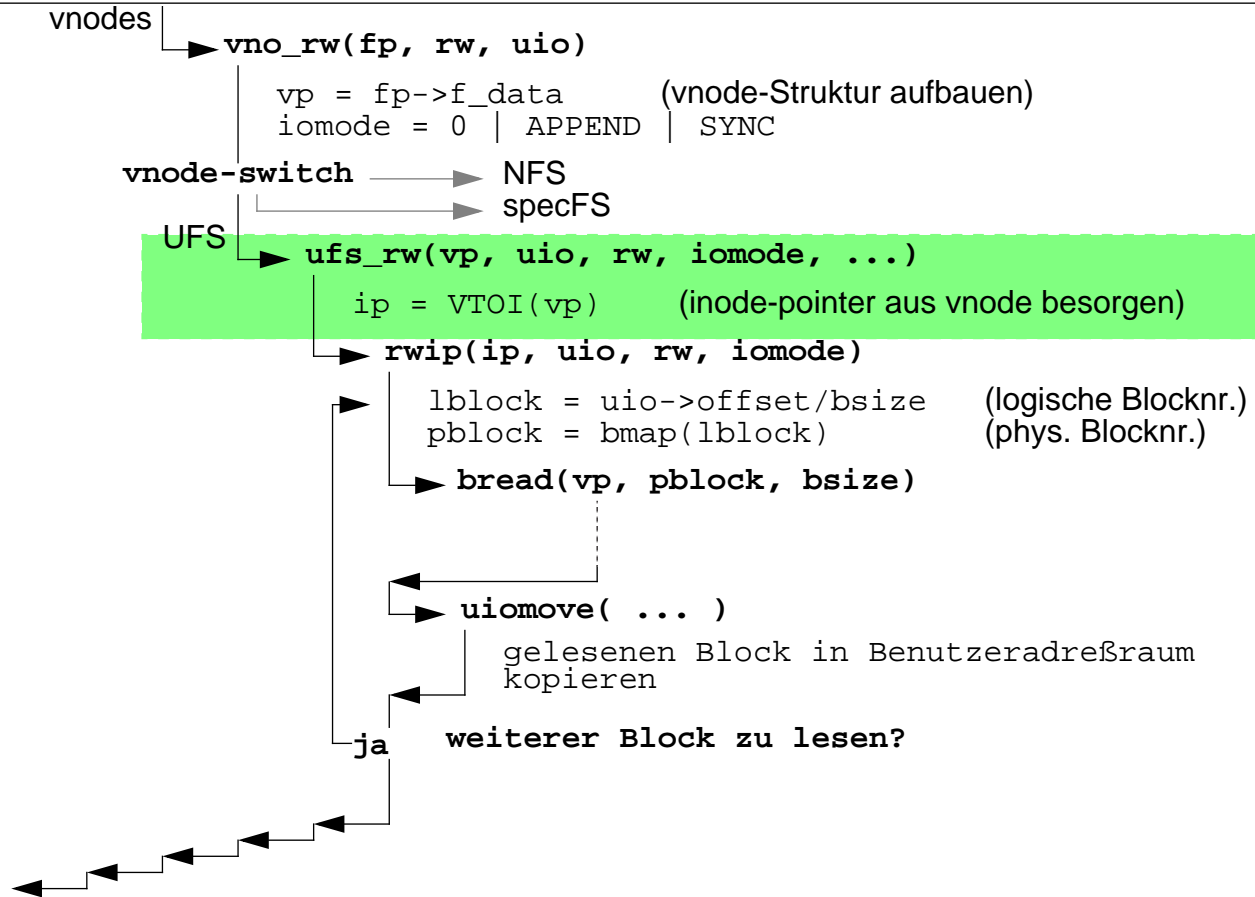 vnodes
vno_rw(fp, rw, uio)
vp = fp->f_data (vnode-Struktur aufbauen)
iomode = 0 | APPEND | SYNC
vnode-switch NFS
specFS
UFS
ufs_rw(vp, uio, rw, iomode, ...)
ip = VTOI(vp) (inode-pointer aus vnode besorgen)
rwip(ip, uio, rw, iomode)
lblock = uio->offset/bsize (logische Blocknr.)
pblock = bmap(lblock) (phys. Blocknr.)
bread(vp, pblock, bsize)
uiomove( ... )
gelesenen Block in Benutzeradreßraum
kopieren
ja weiterer Block zu lesen?